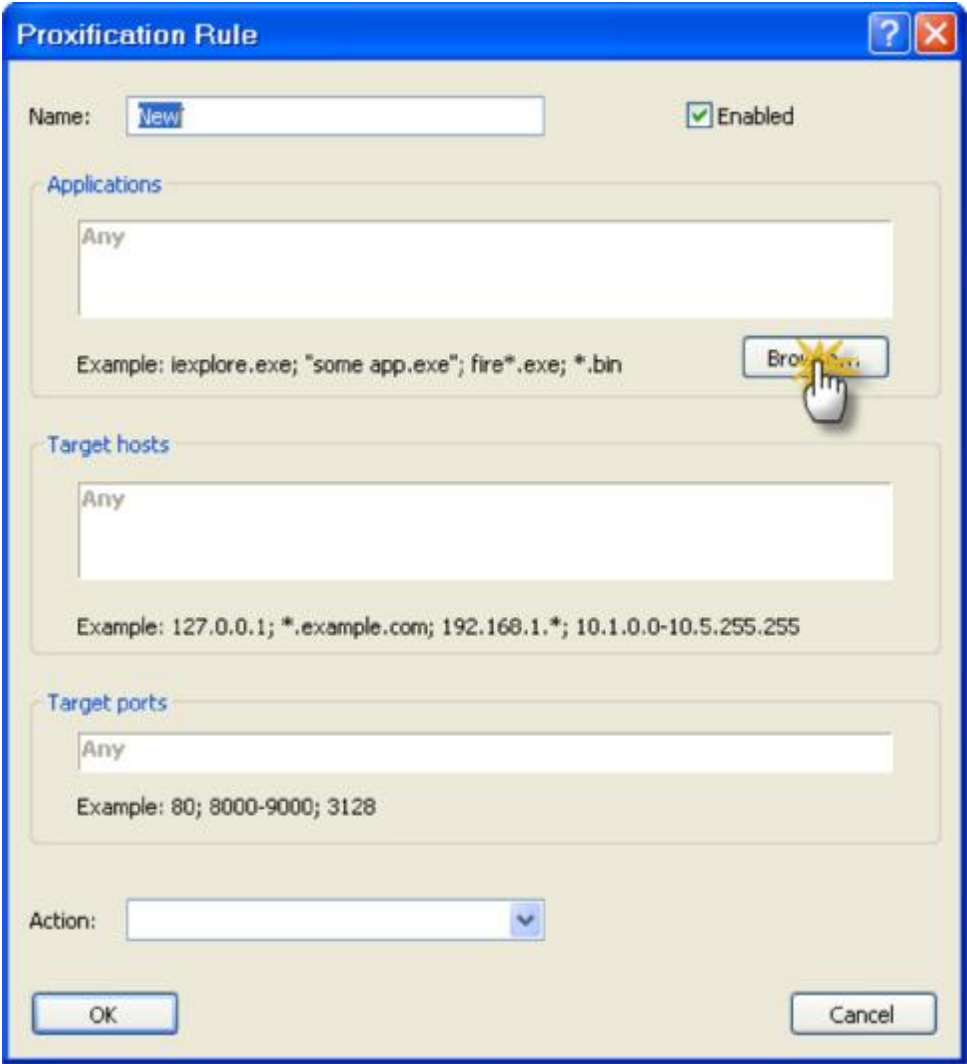 Proxification Rule
Name: New
Enabled
Applications
Any
Example: iexplore.exe; "some app.exe"; fire*.exe; *.bin
Target hosts
Any
Example: 127.0.0.1; *.example.com; 192.168.1.*; 10.1.0.0-10.5.255.255
Target ports
Any
Example: 80; 8000-9000; 3128
Action:
OK
Cancel